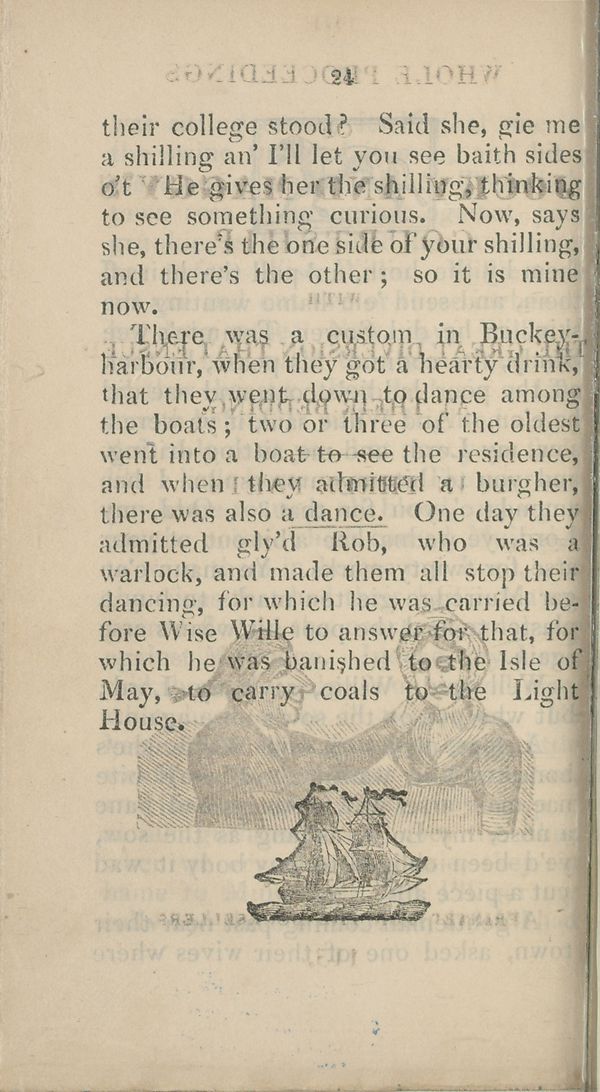 24
their college stood? Said she, gie me
a shilling an' I'll let you see baith sides
o't He gives her the shilling, thinking
to see something curious. Now, says
she, there's the one side of your shilling,
and there's the other; so it is mine
now.
There was a custom in Buckey-
harbour, when they got a hearty drink,
that they went down to dance among
the boats; two or three of the oldest
went into a boat to see the residence,
and when they admitted a burgher,
there was also a dance. One day they
admitted gly'd Rob, who was a
warlock, and made them all stop their
dancing, for which he was carried be-
fore Wise Wille to answer for that, for
which he was banished to the Isle of
May, to carry coals to the Light
House.